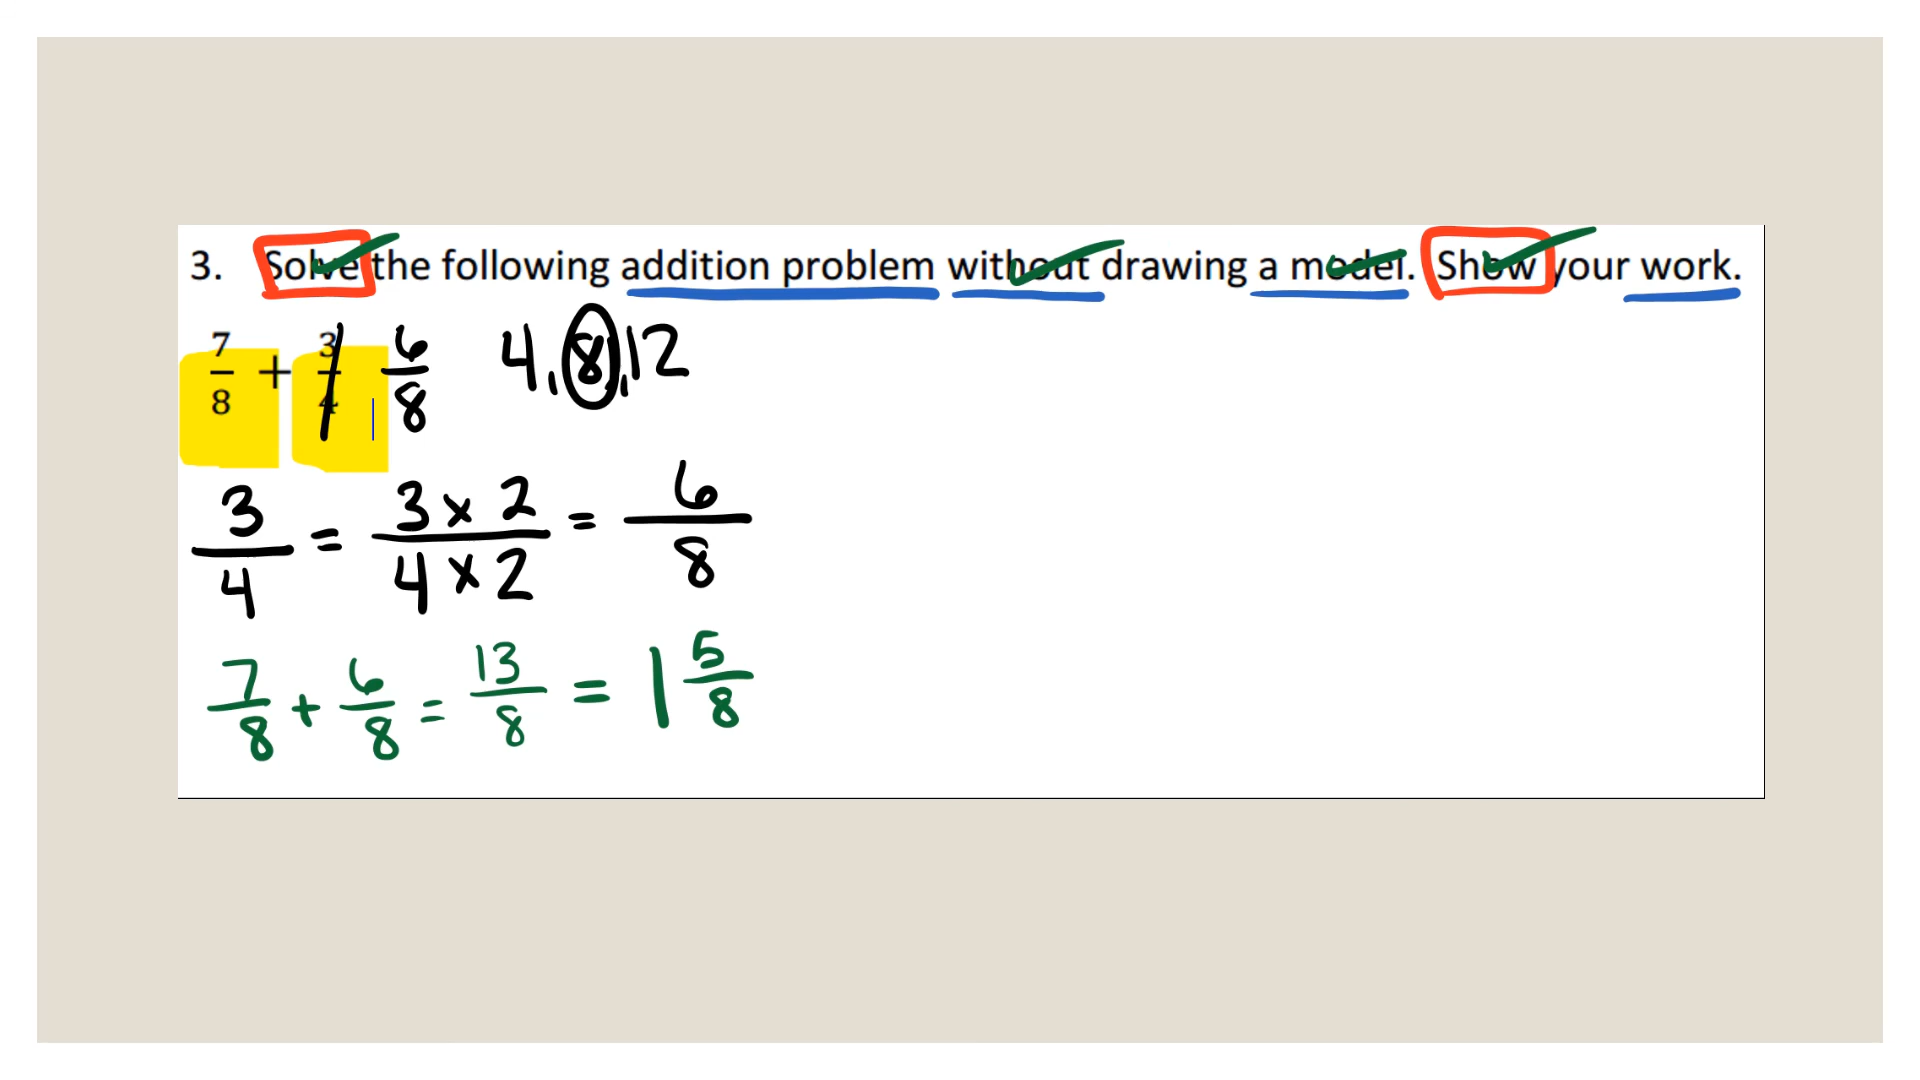 3. Solve the following addition problem without drawing a model. Show your work.
7/8 + 3/4 6/8 4, 8, 12
3/4 = 3 x 2/4 x 2 = 6/8
7/8 + 6/8 = 13/8 = 1 5/8